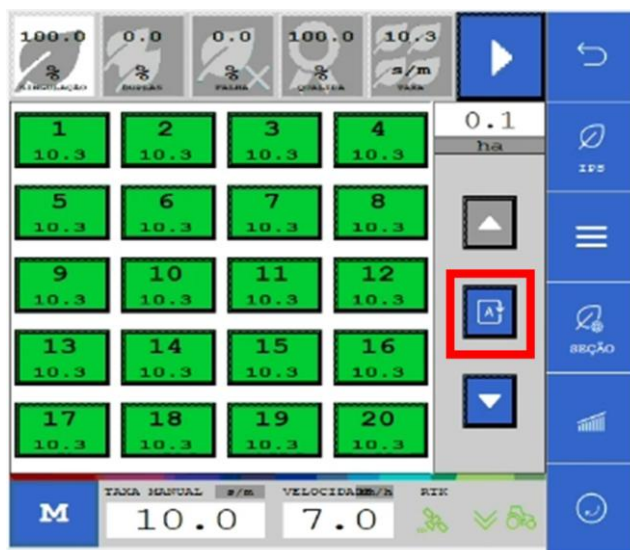 100.0 0.0 0.0 100.0 10.3
% % % % s/m
SINGULAÇÃO DUPLAS FALHA QUALIDA TAXA
0.1
ha
1 2 3 4
10.3 10.3 10.3 10.3
5 6 7 8
10.3 10.3 10.3 10.3
9 10 11 12
10.3 10.3 10.3 10.3
13 14 15 16
10.3 10.3 10.3 10.3
17 18 19 20
10.3 10.3 10.3 10.3
A
IPS
SEÇÃO
TAXA MANUAL s/m VELOCIDADE km/h RTK
M 10.0 7.0